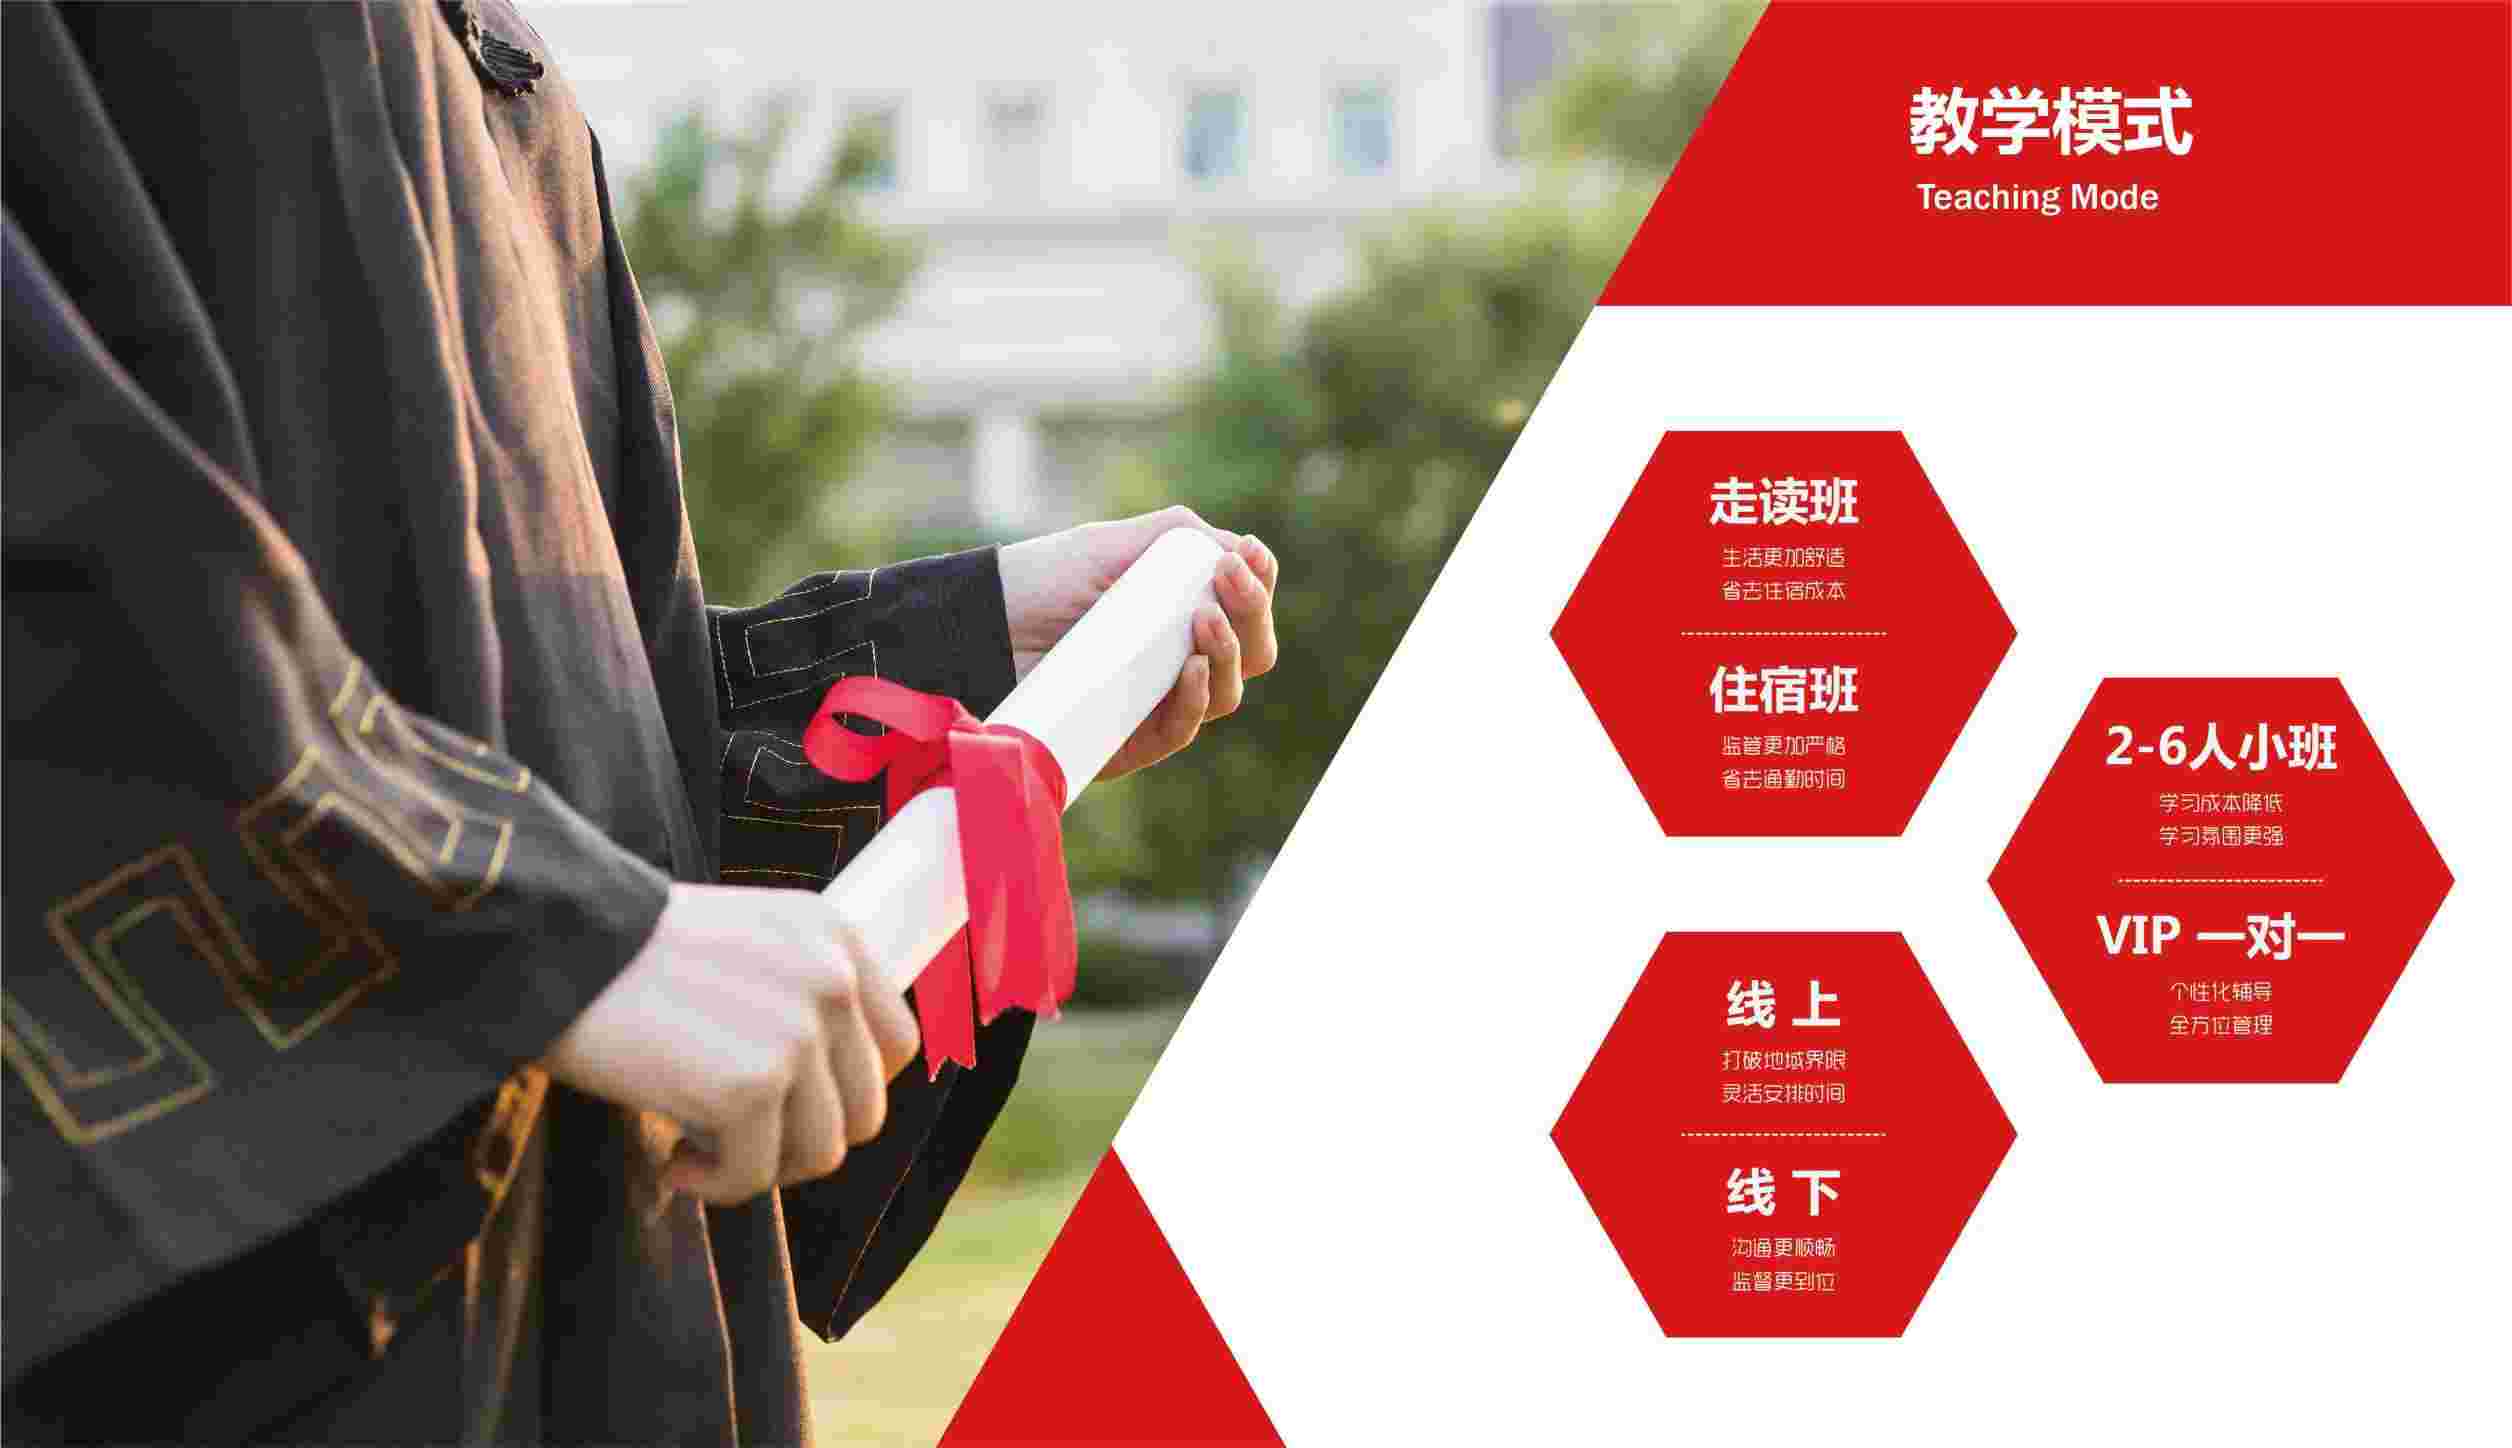 教学模式
Teaching Mode
走读班
生活更加舒适
省去住宿成本
住宿班
监管更加严格
省去通勤时间
2-6人小班
学习成本降低
学习氛围更强
VIP 一对一
个性化辅导
全方位管理
线 上
打破地域界限
灵活安排时间
线 下
沟通更顺畅
监督更到位